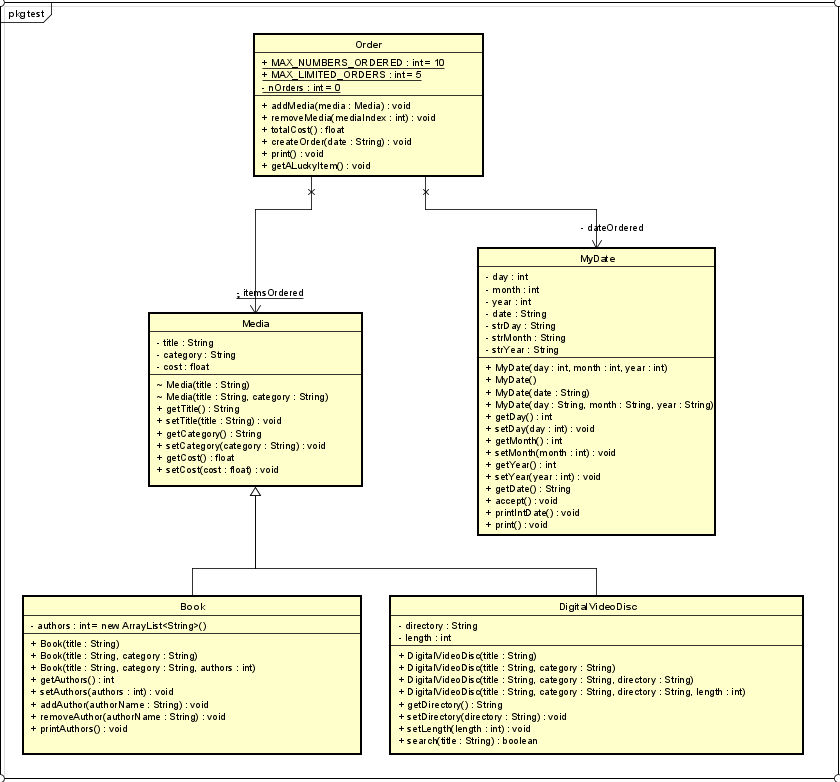 pkgtest
Order
+ MAX_NUMBERS_ORDERED : int = 10
+ MAX_LIMITED_ORDERS : int = 5
- nOrders : int = 0
+ addMedia(media : Media) : void
+ removeMedia(mediaIndex : int) : void
+ totalCost() : float
+ createOrder(date : String) : void
+ print() : void
+ getALuckyItem() : void
- dateOrdered
- itemsOrdered
MyDate
- day : int
- month : int
- year : int
- date : String
- strDay : String
- strMonth : String
- strYear : String
+ MyDate(day : int, month : int, year : int)
+ MyDate()
+ MyDate(date : String)
+ MyDate(day : String, month : String, year : String)
+ getDay() : int
+ setDay(day : int) : void
+ getMonth() : int
+ setMonth(month : int) : void
+ getYear() : int
+ setYear(year : int) : void
+ getDate() : String
+ accept() : void
+ printIntDate() : void
+ print() : void
Media
- title : String
- category : String
- cost : float
~ Media(title : String)
~ Media(title : String, category : String)
+ getTitle() : String
+ setTitle(title : String) : void
+ getCategory() : String
+ setCategory(category : String) : void
+ getCost() : float
+ setCost(cost : float) : void
Book
- authors : int = new ArrayList<String>()
+ Book(title : String)
+ Book(title : String, category : String)
+ Book(title : String, category : String, authors : int)
+ getAuthors() : int
+ setAuthors(authors : int) : void
+ addAuthor(authorName : String) : void
+ removeAuthor(authorName : String) : void
+ printAuthors() : void
DigitalVideoDisc
- directory : String
- length : int
+ DigitalVideoDisc(title : String)
+ DigitalVideoDisc(title : String, category : String)
+ DigitalVideoDisc(title : String, category : String, directory : String)
+ DigitalVideoDisc(title : String, category : String, directory : String, length : int)
+ getDirectory() : String
+ setDirectory(directory : String) : void
+ setLength(length : int) : void
+ search(title : String) : boolean